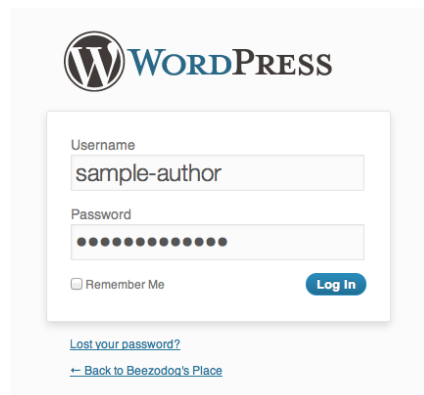 WORDPRESS
Username
sample-author
Password
●●●●●●●●●●●●●
Remember Me
Log In
Lost your password?
← Back to Beezodog's Place